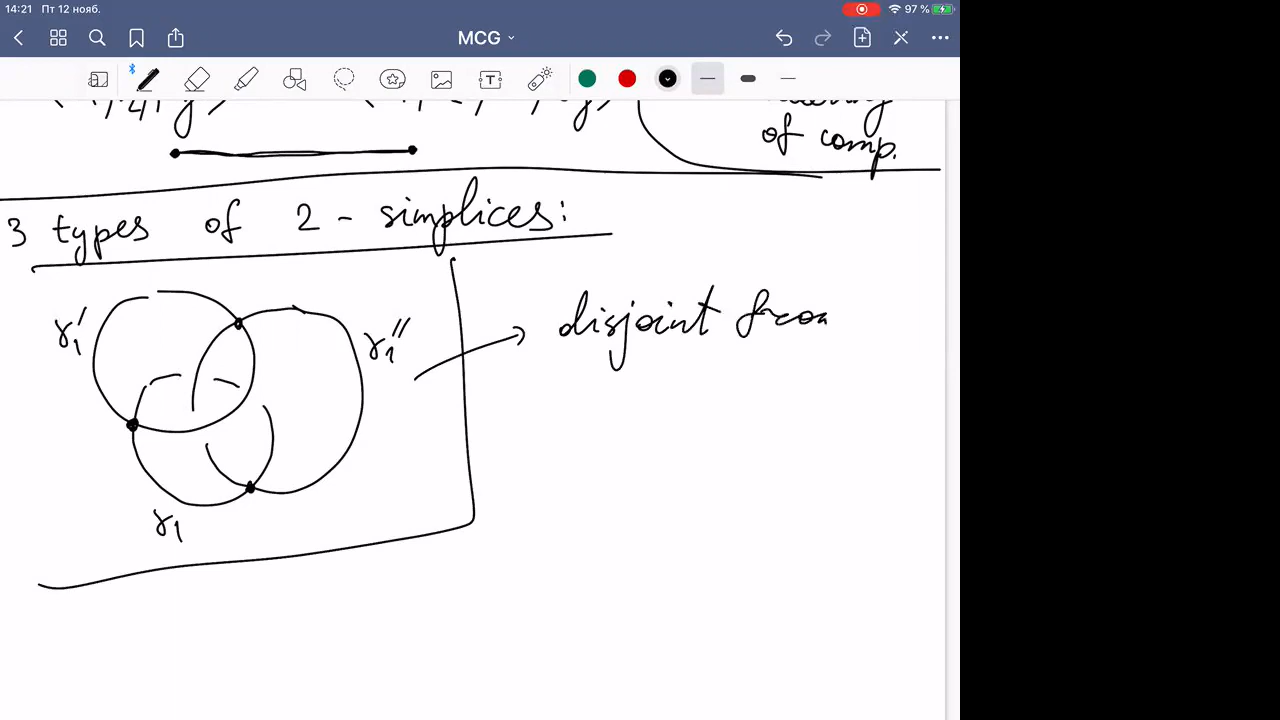 14:21 Пт 12 нояб. 97 %
MCG
of comp.
3 types of 2 - simplices:
γ₁′
γ₁″
disjoint from
γ₁